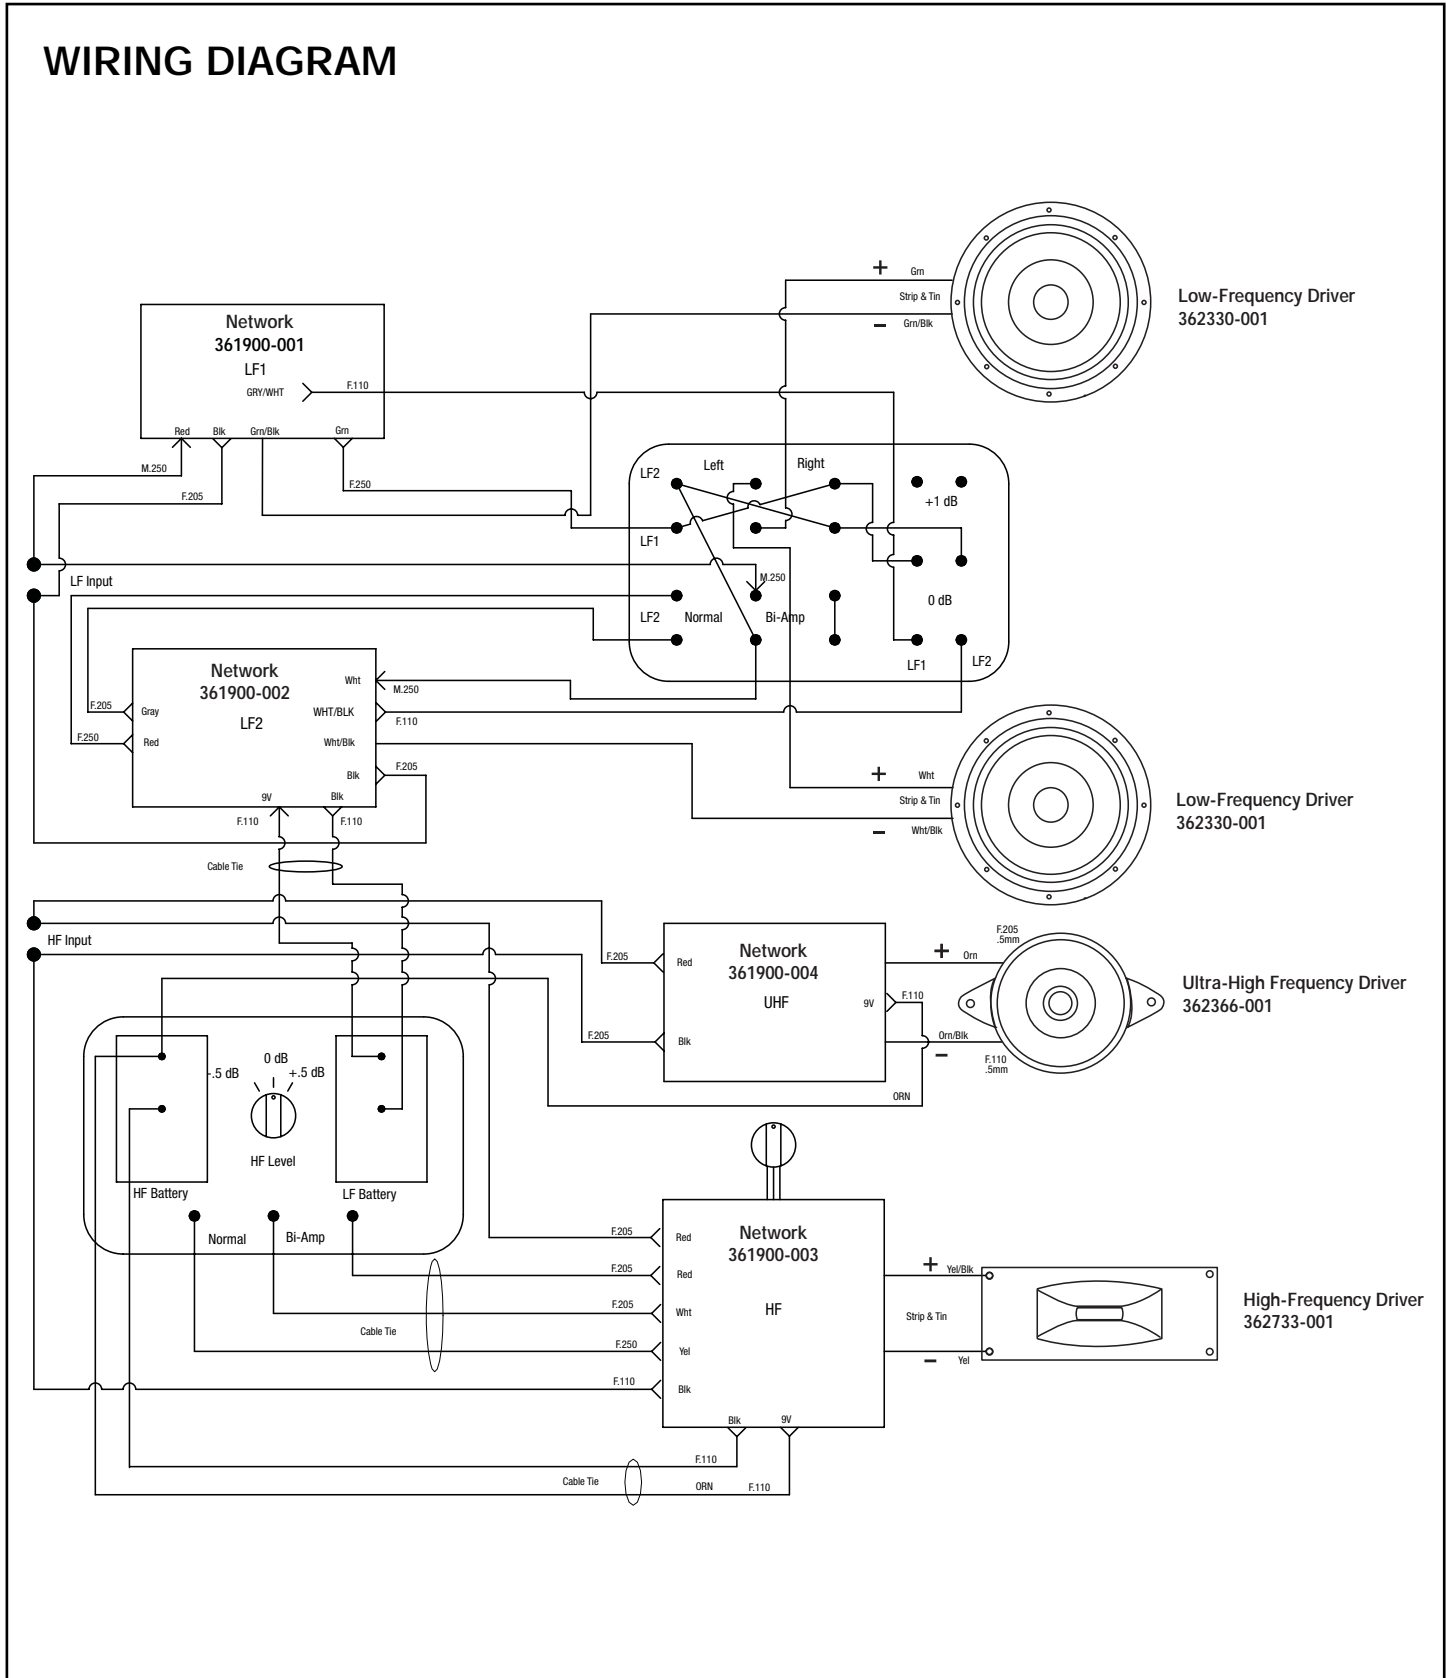 WIRING DIAGRAM
+ Grn
Strip & Tin
− Grn/Blk
Low-Frequency Driver
362330-001
Network
361900-001
LF1
GRY/WHT
F.110
Red
Blk
Grn/Blk
Grn
M.250
F.205
F.250
LF2
Left
Right
+1 dB
LF1
M.250
LF Input
LF2
Normal
Bi-Amp
0 dB
LF1
LF2
Network
361900-002
LF2
Wht
M.250
F.205
Gray
WHT/BLK
F.110
F.250
Red
Wht/Blk
Blk
F.205
9V
Blk
F.110
F.110
+ Wht
Strip & Tin
− Wht/Blk
Low-Frequency Driver
362330-001
Cable Tie
HF Input
Network
361900-004
UHF
F.205
Red
9V
F.110
F.205
Blk
+ Orn
F.205
.5mm
Orn/Blk
−
F.110
.5mm
ORN
Ultra-High Frequency Driver
362366-001
-.5 dB
0 dB
+.5 dB
HF Level
HF Battery
LF Battery
Normal
Bi-Amp
Cable Tie
Network
361900-003
HF
F.205
Red
F.205
Red
F.205
Wht
F.250
Yel
F.110
Blk
Blk
9V
F.110
Cable Tie
ORN
F.110
+ Yel/Blk
Strip & Tin
− Yel
High-Frequency Driver
362733-001